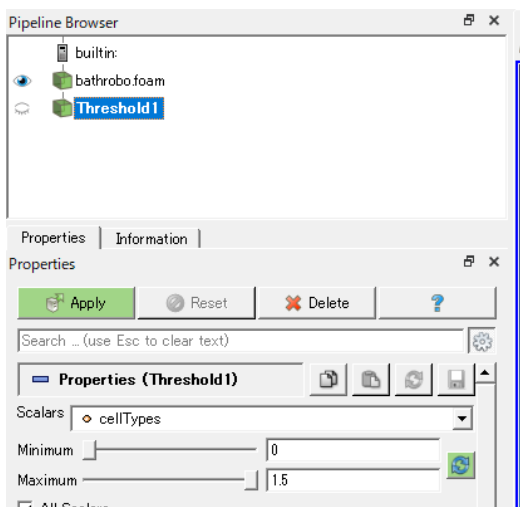 Pipeline Browser
builtin:
bathrobo.foam
Threshold1
Properties
Information
Properties
Apply
Reset
Delete
?
Search ... (use Esc to clear text)
Properties (Threshold1)
Scalars
cellTypes
Minimum
0
Maximum
1.5
All Scalars